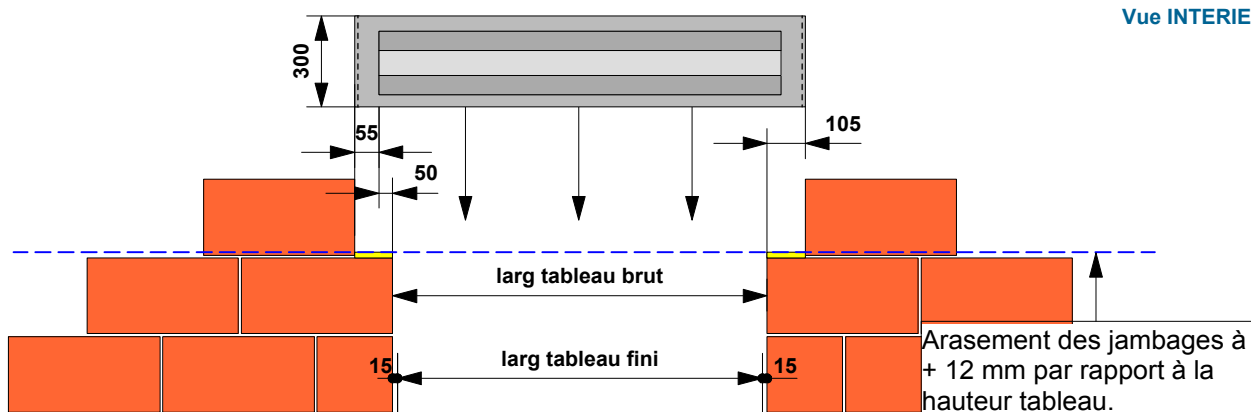 Vue INTERIE
300
55
105
50
larg tableau brut
15
larg tableau fini
15
Arasement des jambages à
+ 12 mm par rapport à la
hauteur tableau.